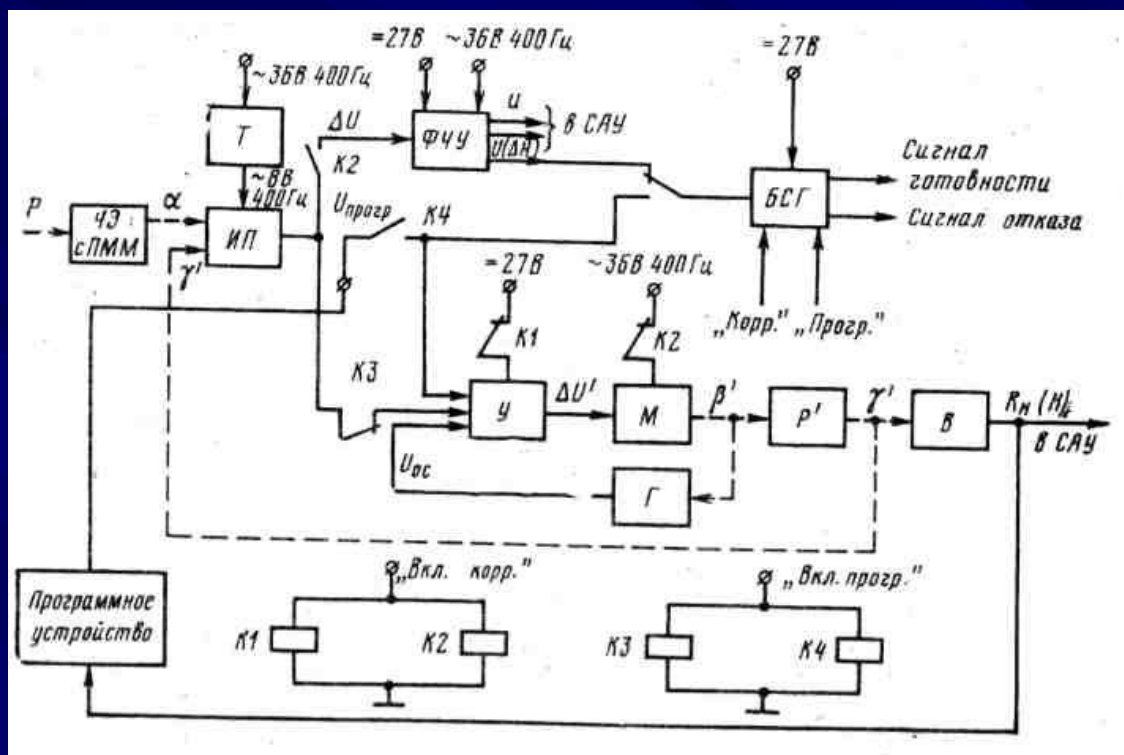 =27В ~36В 400Гц
=27В
~36В 400Гц
Т
ΔU
ФЧУ
U
U(ΔH)
в САУ
К2
~8В
400Гц
Uпрогр
К4
БСГ
Сигнал
готовности
Сигнал отказа
Р
ЧЭ
с ПММ
α
ИП
γ'
=27В
~36В 400Гц
„Корр."
„Прогр."
К1
К2
К3
У
ΔU'
М
β'
Р'
γ'
В
Rн (Н)
в САУ
Uос
Г
„Вкл. корр."
„Вкл. прогр."
Программное
устройство
К1
К2
К3
К4